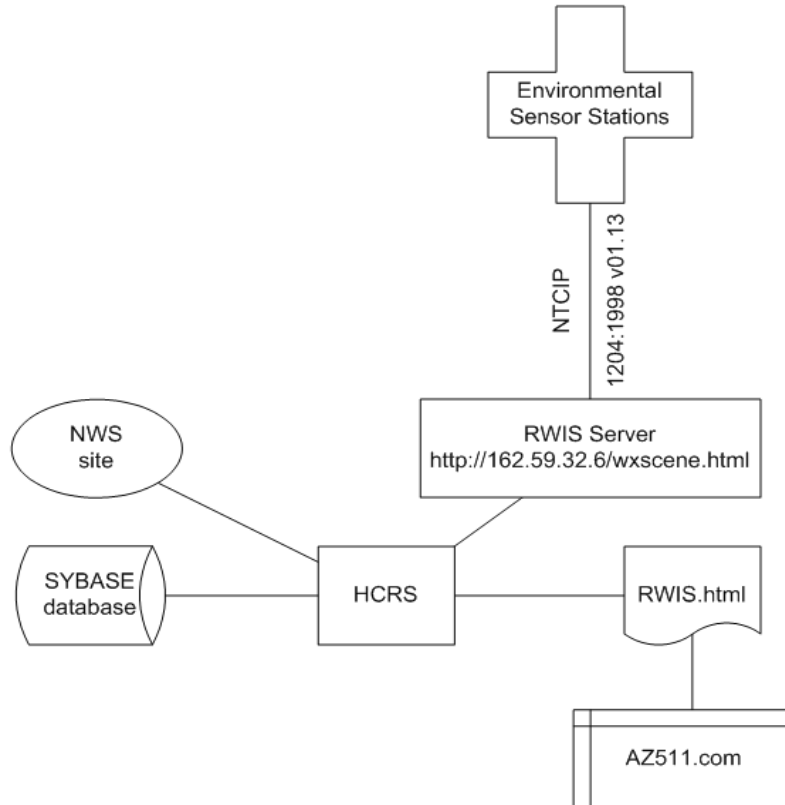 Environmental
Sensor Stations
NTCIP
1204:1998 v01.13
NWS
site
RWIS Server
http://162.59.32.6/wxscene.html
SYBASE
database
HCRS
RWIS.html
AZ511.com